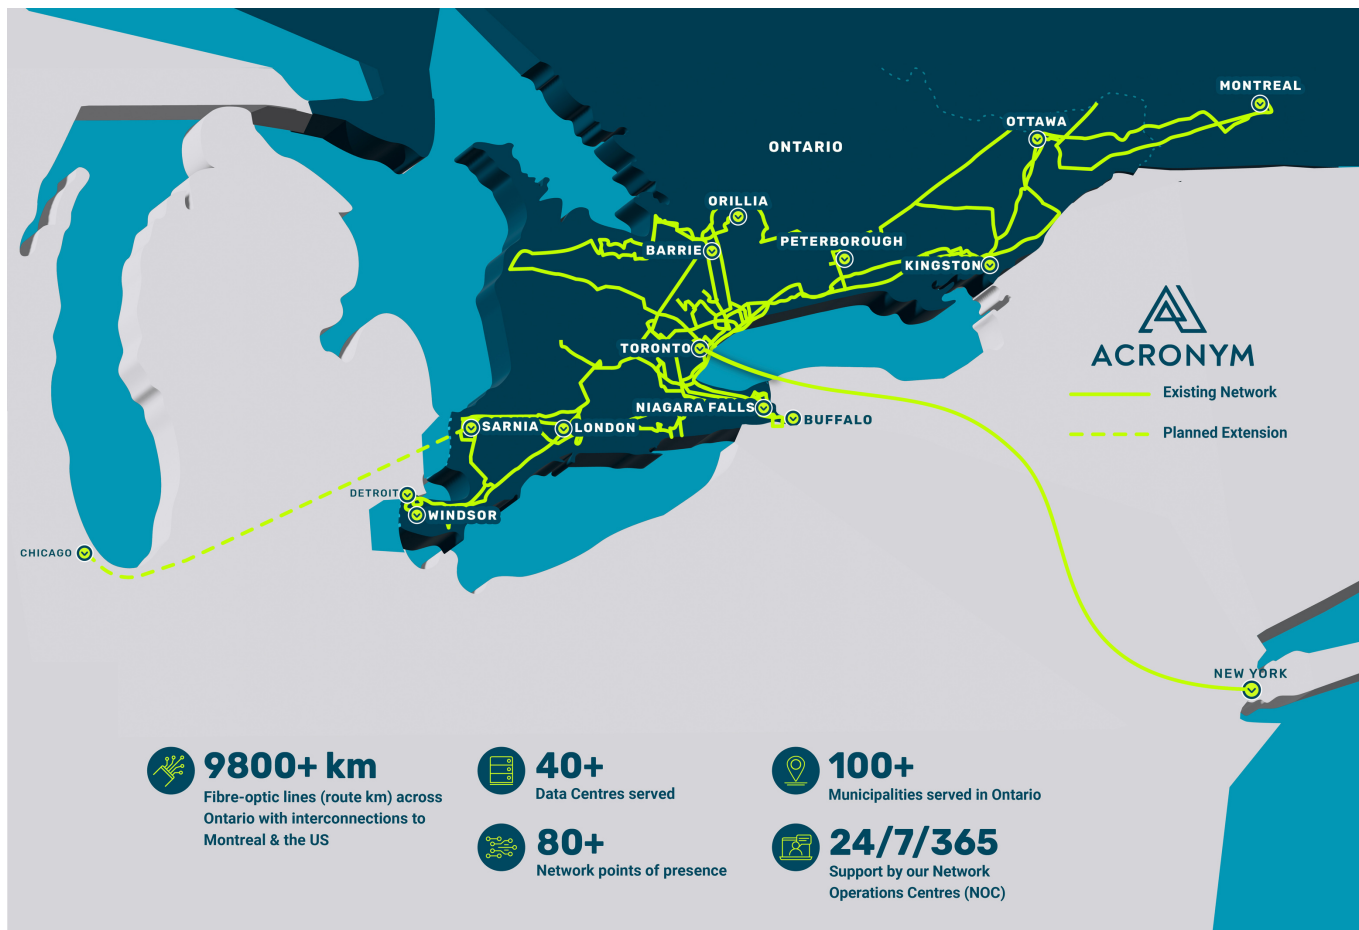 MONTREAL
OTTAWA
ONTARIO
ORILLIA
PETERBOROUGH
BARRIE
KINGSTON
ACRONYM
TORONTO
Existing Network
NIAGARA FALLS
BUFFALO
SARNIA
LONDON
Planned Extension
DETROIT
WINDSOR
CHICAGO
NEW YORK
9800+ km
Fibre-optic lines (route km) across
Ontario with interconnections to
Montreal & the US
40+
Data Centres served
80+
Network points of presence
100+
Municipalities served in Ontario
24/7/365
Support by our Network
Operations Centres (NOC)